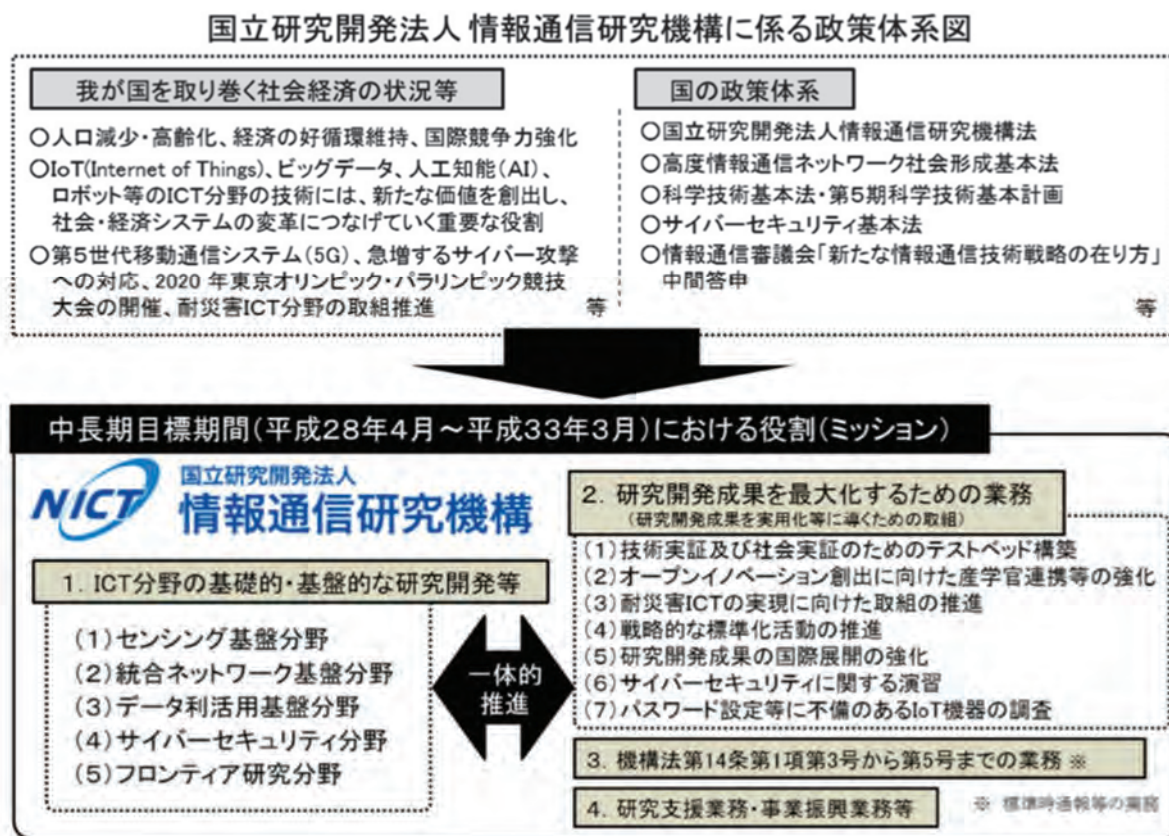 国立研究開発法人 情報通信研究機構に係る政策体系図
我が国を取り巻く社会経済の状況等
○人口減少・高齢化、経済の好循環維持、国際競争力強化
○IoT(Internet of Things)、ビッグデータ、人工知能(AI)、
ロボット等のICT分野の技術には、新たな価値を創出し、
社会・経済システムの変革につなげていく重要な役割
○第5世代移動通信システム(5G)、急増するサイバー攻撃
への対応、2020 年東京オリンピック・パラリンピック競技
大会の開催、耐災害ICT分野の取組推進
等
国の政策体系
○国立研究開発法人情報通信研究機構法
○高度情報通信ネットワーク社会形成基本法
○科学技術基本法・第5期科学技術基本計画
○サイバーセキュリティ基本法
○情報通信審議会「新たな情報通信技術戦略の在り方」
中間答申
等
中長期目標期間(平成28年4月～平成33年3月)における役割(ミッション)
NICT
国立研究開発法人
情報通信研究機構
1. ICT分野の基礎的・基盤的な研究開発等
(1)センシング基盤分野
(2)統合ネットワーク基盤分野
(3)データ利活用基盤分野
(4)サイバーセキュリティ分野
(5)フロンティア研究分野
一体的
推進
2. 研究開発成果を最大化するための業務
(研究開発成果を実用化等に導くための取組)
(1)技術実証及び社会実証のためのテストベッド構築
(2)オープンイノベーション創出に向けた産学官連携等の強化
(3)耐災害ICTの実現に向けた取組の推進
(4)戦略的な標準化活動の推進
(5)研究開発成果の国際展開の強化
(6)サイバーセキュリティに関する演習
(7)パスワード設定等に不備のあるIoT機器の調査
3. 機構法第14条第1項第3号から第5号までの業務 ※
4. 研究支援業務・事業振興業務等
※ 標準時通報等の業務